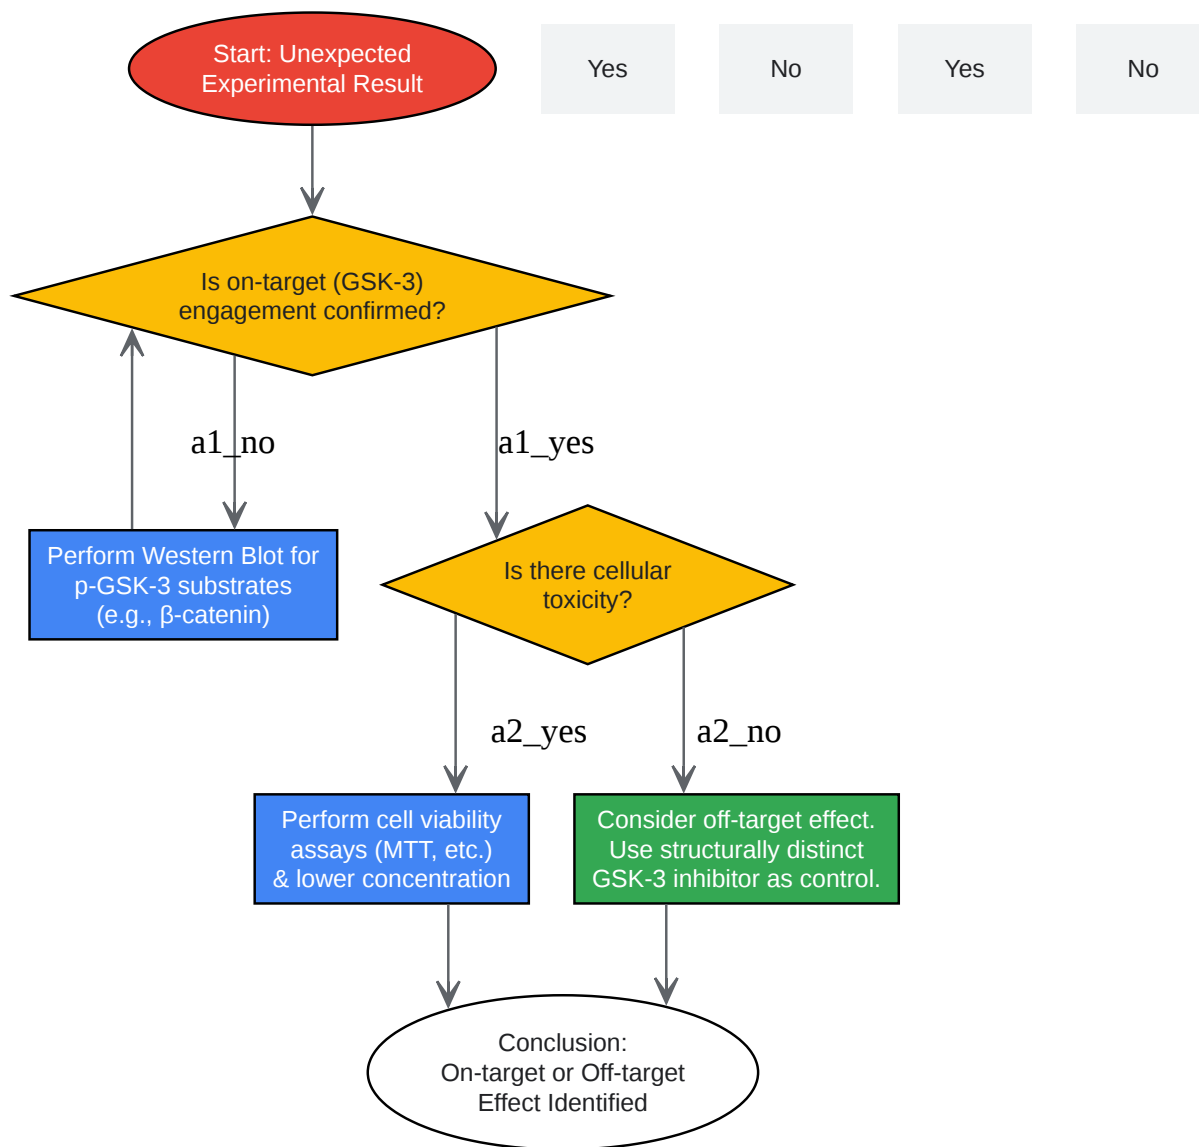 Start: Unexpected
Experimental Result
Yes
No
Yes
No
Is on-target (GSK-3)
engagement confirmed?
a1_no
a1_yes
Perform Western Blot for
p-GSK-3 substrates
(e.g., β-catenin)
Is there cellular
toxicity?
a2_yes
a2_no
Perform cell viability
assays (MTT, etc.)
& lower concentration
Consider off-target effect.
Use structurally distinct
GSK-3 inhibitor as control.
Conclusion:
On-target or Off-target
Effect Identified